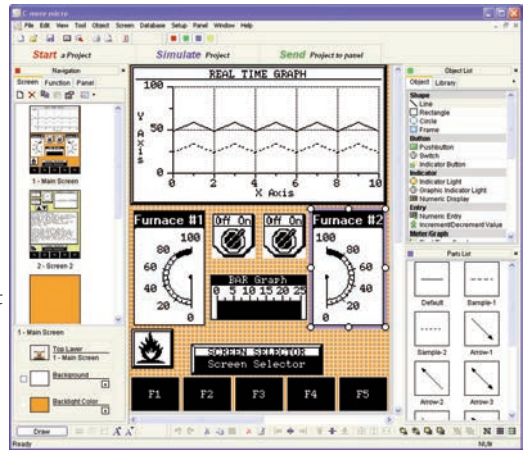 C-more micro
File Edit View Tool Object Screen Database Setup Panel Window Help
Start a Project Simulate Project Send Project to panel
Navigation
Screen Function Panel
1 - Main Screen
2 - Screen 2
1 - Main Screen
Top Layer
1 - Main Screen
Background
Backlight Color
Draw
REAL TIME GRAPH
100
50
0
Y Axis
0 2 4 6 8 10
X Axis
Furnace #1
100
80
60
40
20
0
Off On
Off On
Furnace #2
100
80
60
40
20
0
BAR Graph
0 5 10 15 20 25
SCREEN SELECTOR
Screen Selector
F1 F2 F3 F4 F5
Object List
Object Library
Shape
Line
Rectangle
Circle
Frame
Button
Pushbutton
Switch
Indicator Button
Indicator
Indicator Light
Graphic Indicator Light
Numeric Display
Entry
Numeric Entry
Increment/Decrement Value
Meter/Graph
Parts List
Default Sample-1
Sample-2 Arrow-1
Arrow-2 Arrow-3
Ready
NUM